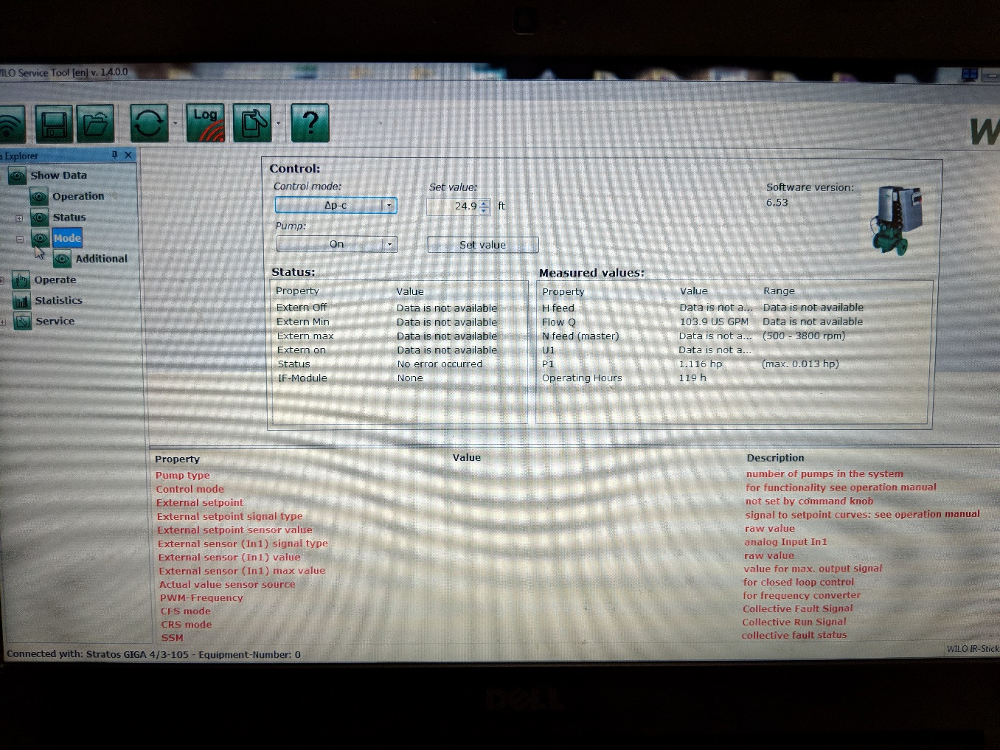 ILO Service Tool [en] v. 1.4.0.0
Log
?
W
Explorer
Show Data
Operation
Status
Mode
Additional
Operate
Statistics
Service
Control:
Control mode:
Set value:
Δp-c
24.9 ft
Pump:
On
Set value
Software version:
6.53
Status:
Property Value
Extern Off Data is not available
Extern Min Data is not available
Extern max Data is not available
Extern on Data is not available
Status No error occurred
IF-Module None
Measured values:
Property Value Range
H feed Data is not a... Data is not available
Flow Q 103.9 US GPM Data is not available
N feed (master) Data is not a... (500 - 3800 rpm)
U1 Data is not a...
P1 1.116 hp (max. 0.013 hp)
Operating Hours 119 h
Property Value Description
Pump type number of pumps in the system
Control mode for functionality see operation manual
External setpoint not set by command knob
External setpoint signal type signal to setpoint curves: see operation manual
External setpoint sensor value raw value
External sensor (In1) signal type analog Input In1
External sensor (In1) value raw value
External sensor (In1) max value value for max. output signal
Actual value sensor source for closed loop control
PWM-Frequency for frequency converter
CFS mode Collective Fault Signal
CRS mode Collective Run Signal
SSM collective fault status
Connected with: Stratos GIGA 4/3-105 - Equipment-Number: 0
WILO IR-Stick
DELL